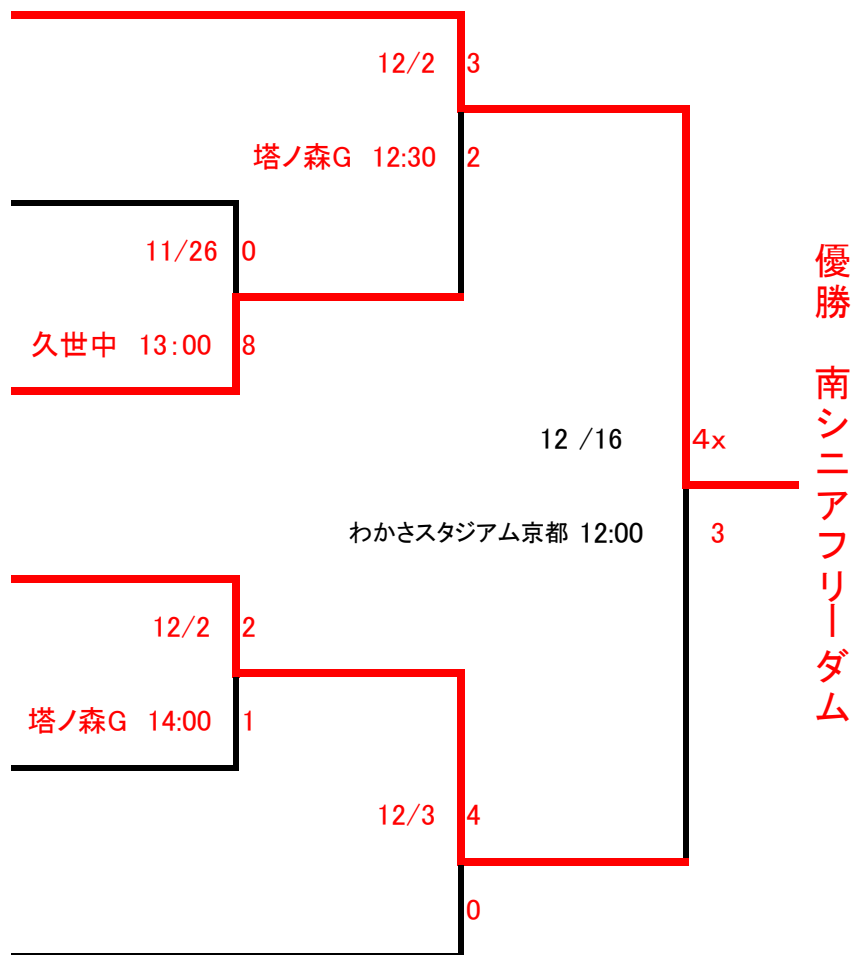 12/2 3
塔ノ森G 12:30 2
11/26 0
久世中 13:00 8
12 /16 4x
わかさスタジアム京都 12:00 3
12/2 2
塔ノ森G 14:00 1
12/3 4
0
優勝 南シニアフリーダム